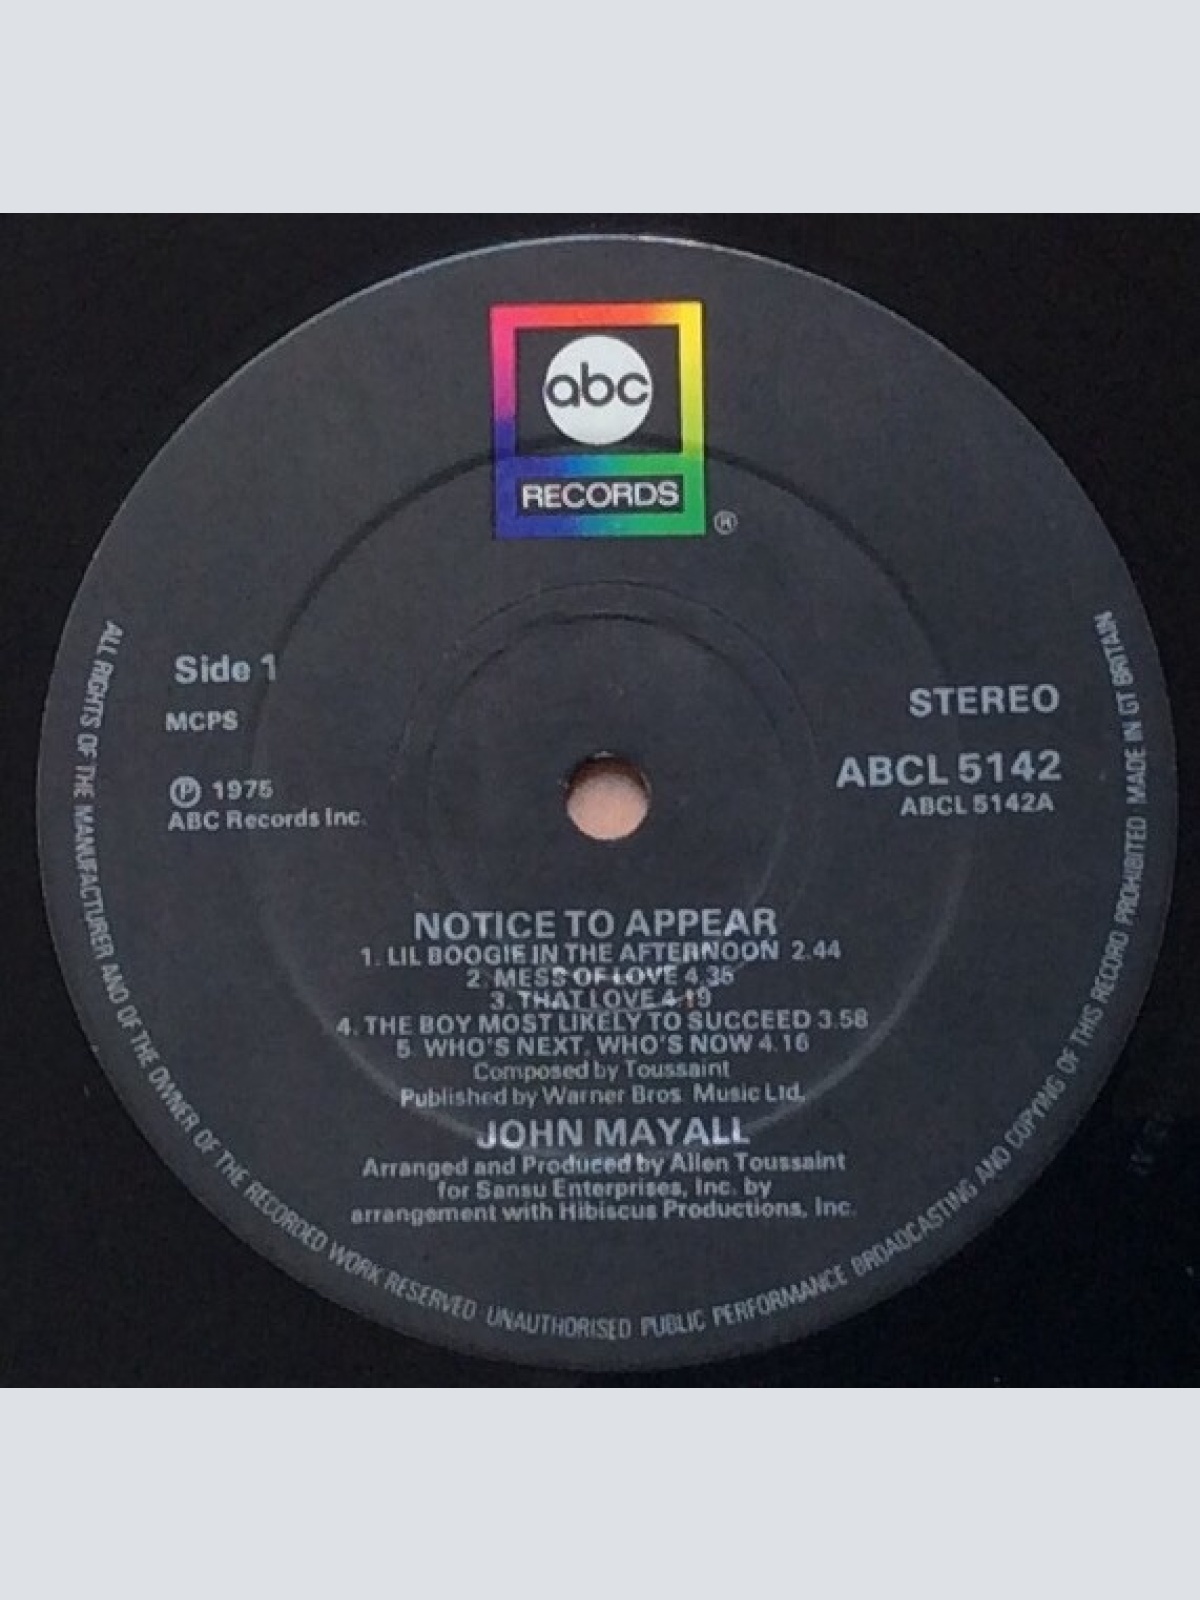 abc
RECORDS
®
Side 1
MCPS
℗ 1975
ABC Records Inc.
STEREO
ABCL 5142
ABCL 5142A
NOTICE TO APPEAR
1. LIL BOOGIE IN THE AFTERNOON 2.44
2. MESS OF LOVE 4.35
3. THAT LOVE 4.19
4. THE BOY MOST LIKELY TO SUCCEED 3.58
5 WHO'S NEXT, WHO'S NOW 4.16
Composed by Toussaint
Published by Warner Bros. Music Ltd.
JOHN MAYALL
Arranged and Produced by Allen Toussaint
for Sansu Enterprises, Inc. by
arrangement with Hibiscus Productions, Inc.
ALL RIGHTS OF THE MANUFACTURER AND OF THE OWNER OF THE RECORDED WORK RESERVED UNAUTHORISED PUBLIC PERFORMANCE BROADCASTING AND COPYING OF THIS RECORD PROHIBITED MADE IN GT BRITAIN